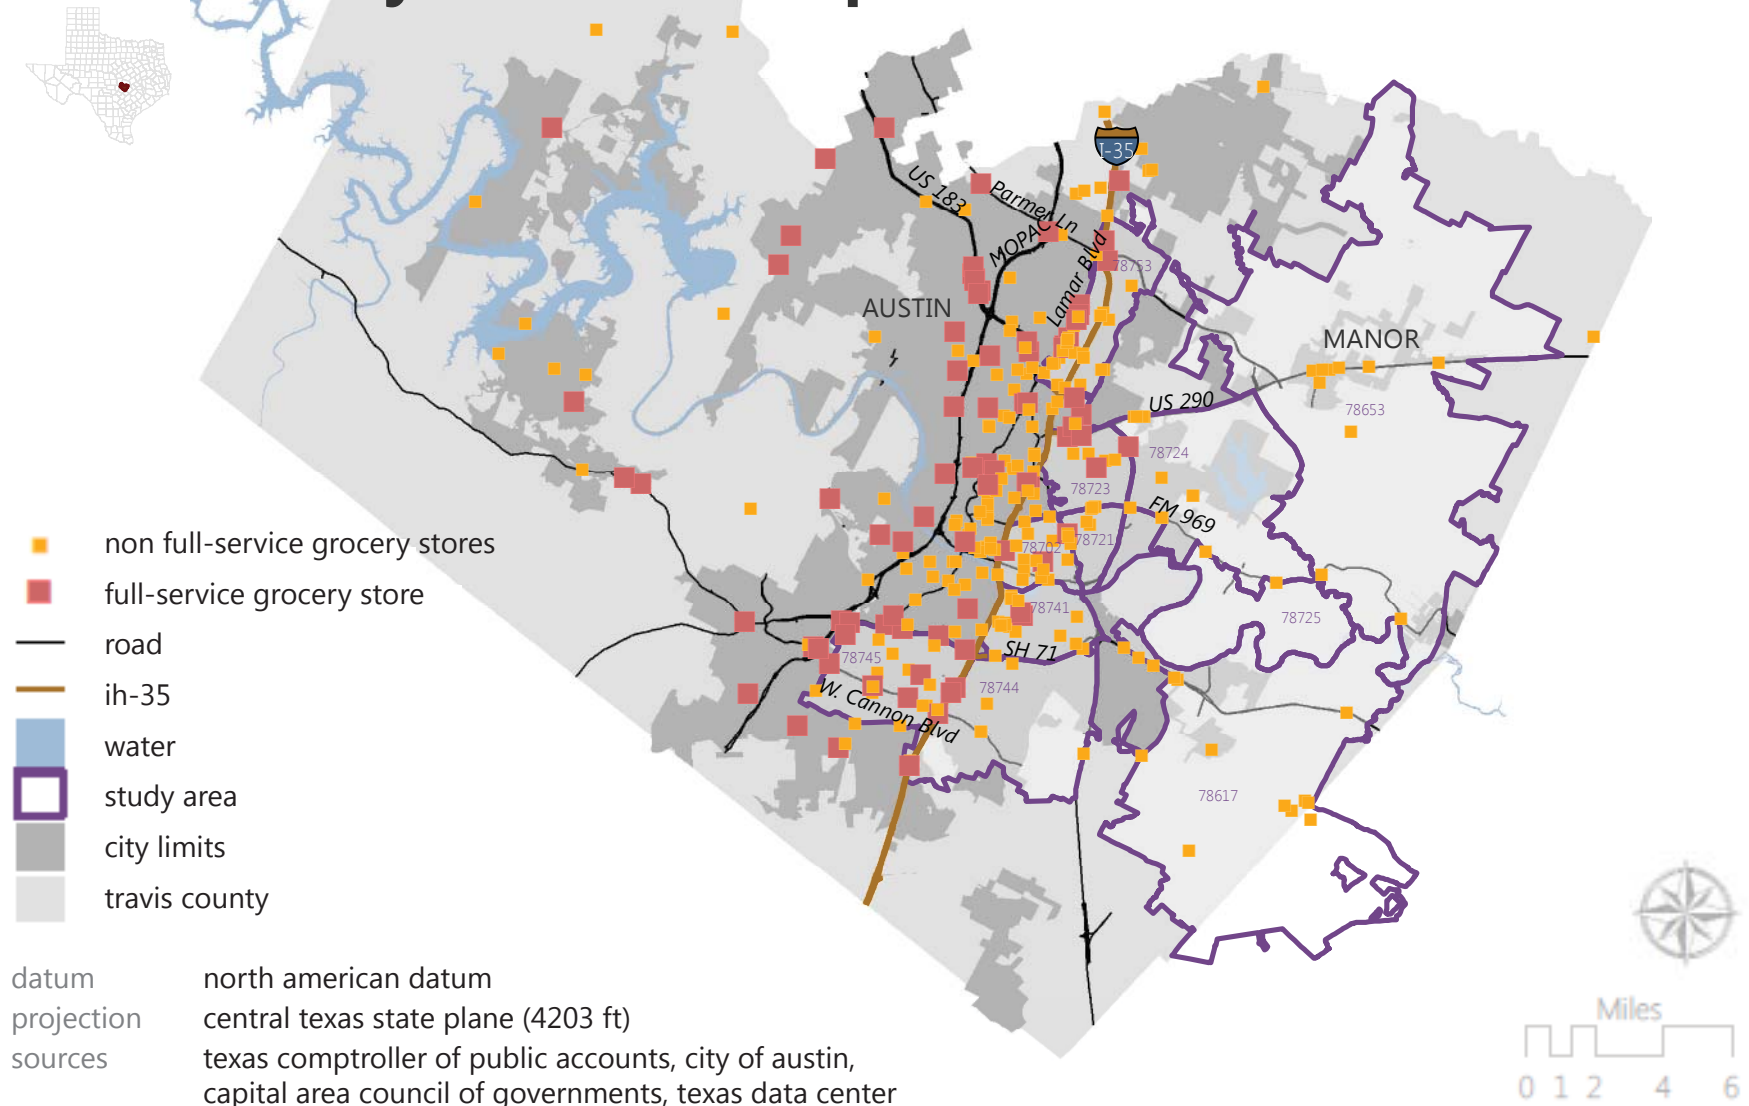 I-35
US 183
Parmer Ln
MOPAC
Lamar Blvd
78753
AUSTIN
MANOR
US 290
78653
78724
78723
FM 969
non full-service grocery stores
78702
78721
full-service grocery store
78741
78725
road
SH 71
78745
78744
ih-35
W. Cannon Blvd
water
study area
78617
city limits
travis county
datum north american datum
projection central texas state plane (4203 ft)
sources texas comptroller of public accounts, city of austin,
capital area council of governments, texas data center
Miles
0 1 2 4 6